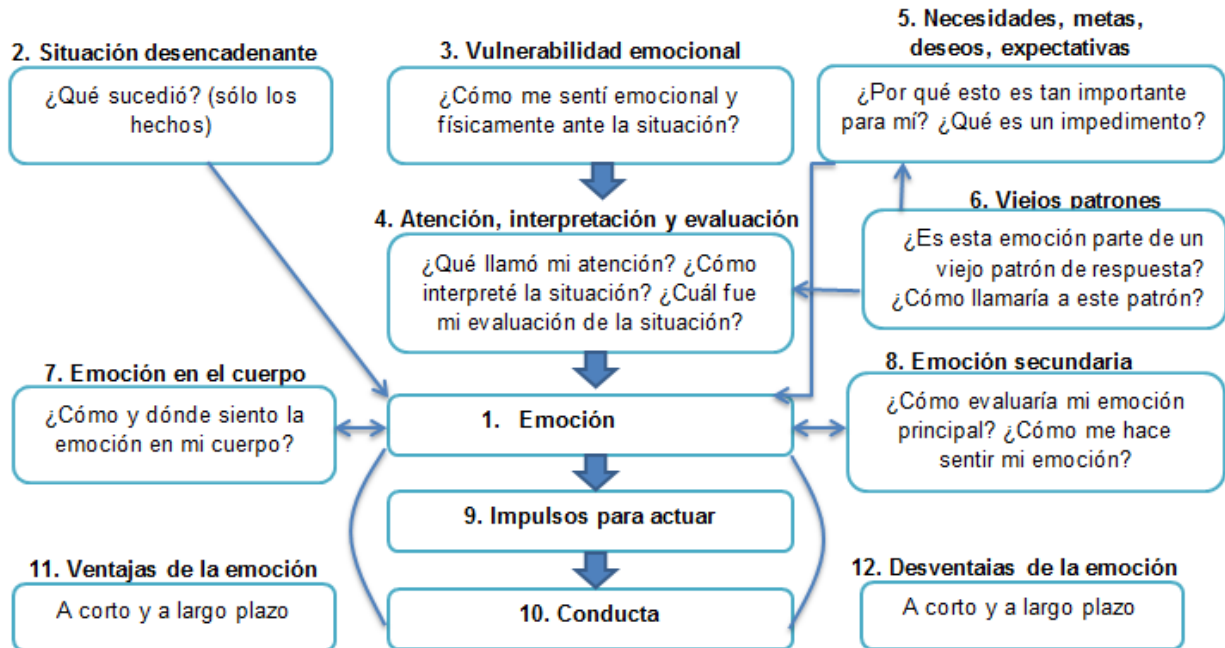 2. Situación desencadenante
¿Qué sucedió? (sólo los
hechos)
3. Vulnerabilidad emocional
¿Cómo me sentí emocional y
físicamente ante la situación?
5. Necesidades, metas,
deseos, expectativas
¿Por qué esto es tan importante
para mí? ¿Qué es un impedimento?
4. Atención, interpretación y evaluación
¿Qué llamó mi atención? ¿Cómo
interpreté la situación? ¿Cuál fue
mi evaluación de la situación?
6. Viejos patrones
¿Es esta emoción parte de un
viejo patrón de respuesta?
¿Cómo llamaría a este patrón?
7. Emoción en el cuerpo
¿Cómo y dónde siento la
emoción en mi cuerpo?
1. Emoción
8. Emoción secundaria
¿Cómo evaluaría mi emoción
principal? ¿Cómo me hace
sentir mi emoción?
9. Impulsos para actuar
11. Ventajas de la emoción
A corto y a largo plazo
10. Conducta
12. Desventajas de la emoción
A corto y a largo plazo